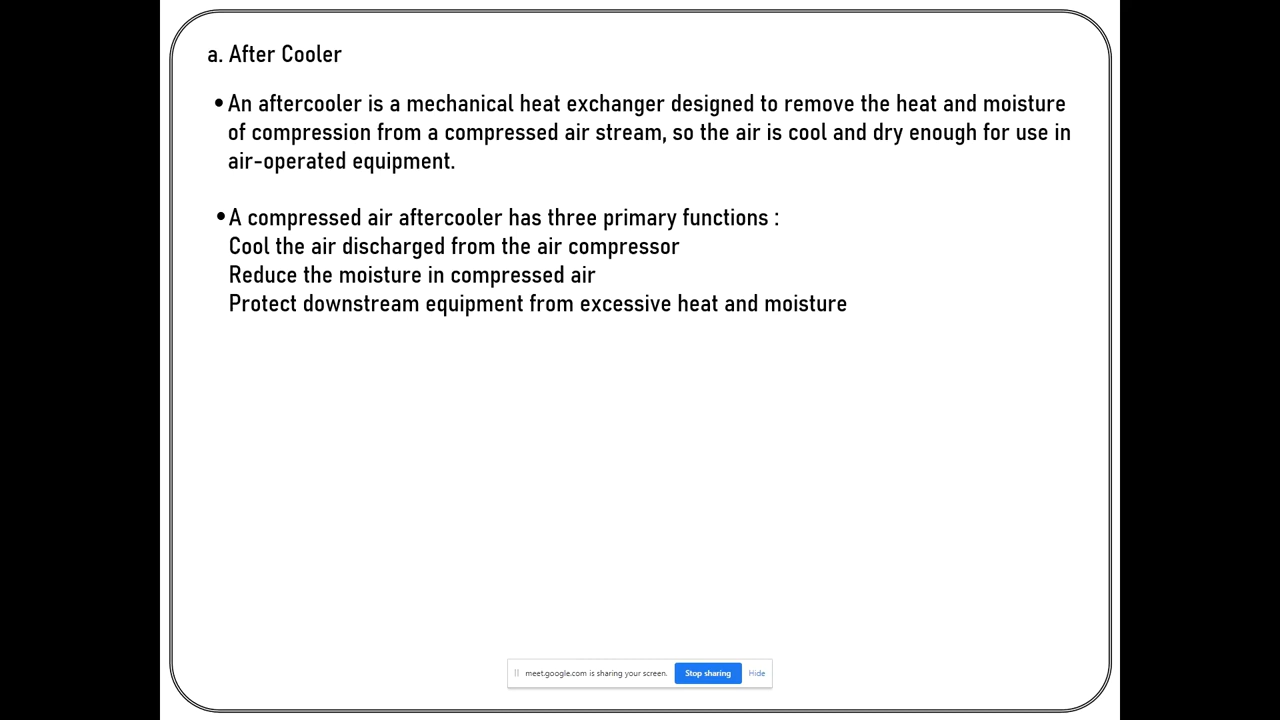 a. After Cooler
• An aftercooler is a mechanical heat exchanger designed to remove the heat and moisture
of compression from a compressed air stream, so the air is cool and dry enough for use in
air-operated equipment.
• A compressed air aftercooler has three primary functions :
Cool the air discharged from the air compressor
Reduce the moisture in compressed air
Protect downstream equipment from excessive heat and moisture
meet.google.com is sharing your screen. Stop sharing Hide